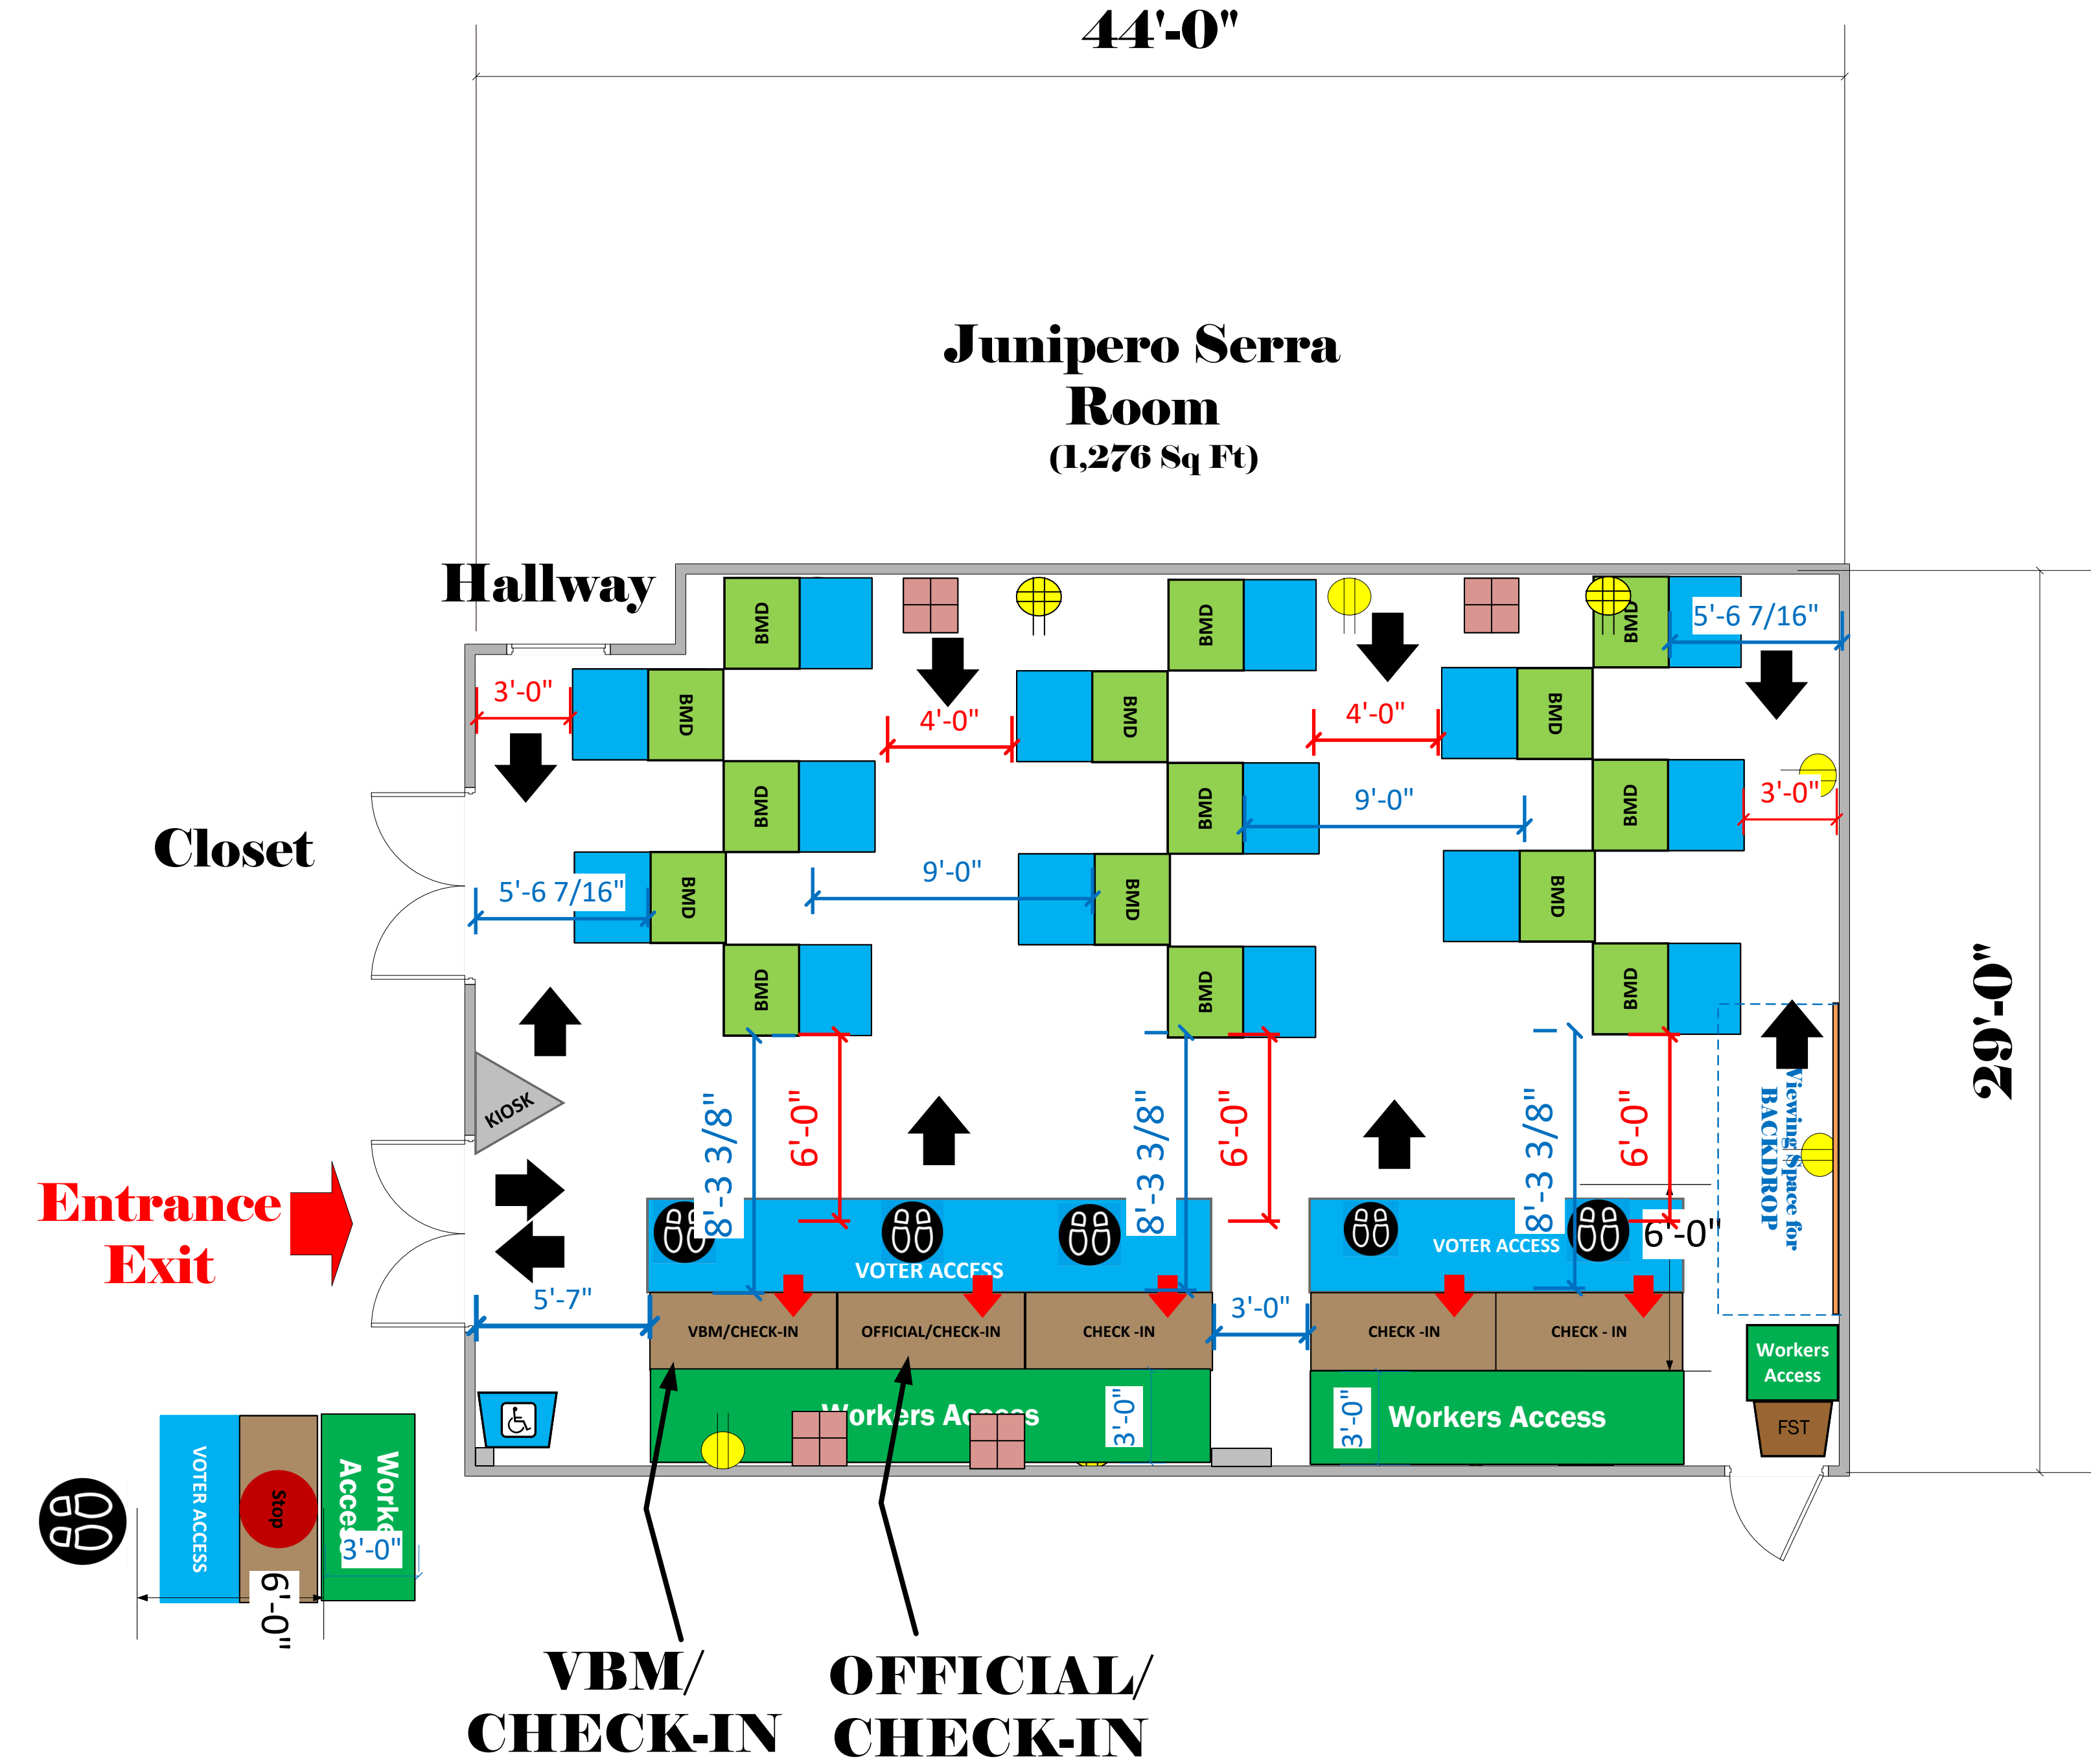 44'-0"
Junipero Serra
Room
(1,276 Sq Ft)
Hallway
BMD
BMD
BMD
5'-6 7/16"
3'-0"
BMD
BMD
BMD
4'-0"
4'-0"
BMD
BMD
BMD
9'-0"
3'-0"
Closet
5'-6 7/16"
BMD
9'-0"
BMD
BMD
BMD
BMD
BMD
29'-0"
KIOSK
8'-3 3/8"
6'-0"
8'-3 3/8"
6'-0"
8'-3 3/8"
6'-0"
Viewing Space for
BACKDROP
Entrance
Exit
6'-0"
VOTER ACCESS
VOTER ACCESS
5'-7"
3'-0"
VBM/CHECK-IN
OFFICIAL/CHECK-IN
CHECK -IN
CHECK -IN
CHECK - IN
Workers
Access
Workers Access
3'-0"
3'-0"
Workers Access
FST
VOTER ACCESS
Stop
Worke
Access
3'-0"
6'-0"
VBM/
CHECK-IN
OFFICIAL/
CHECK-IN